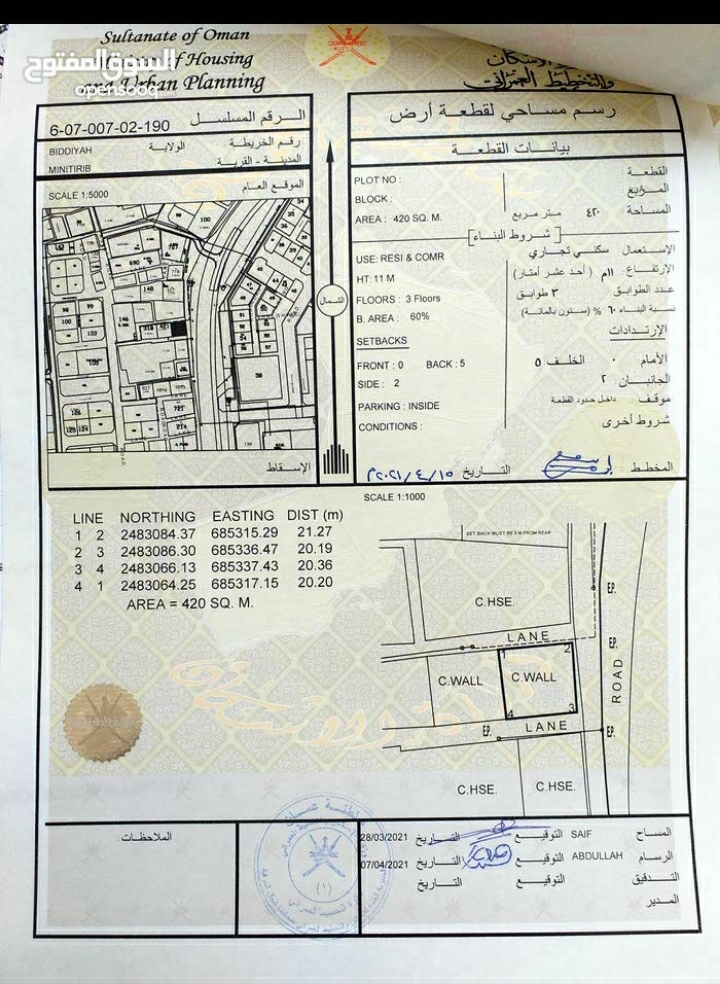 Sultanate of Oman
of Housing
and Urban Planning
السوق المفتوح
opensooq
والتخطيط العمراني
6-07-007-02-190 الرقم المسلسل
BIDDIYAH الولاية رقم الخريطة
MINITIRIB المدينة - القرية
SCALE 1:5000 الموقع العام
الشمال
الإسقاط
رسم مساحي لقطعة أرض
بيانات القطعة
PLOT NO : القطعة
BLOCK : المربع
AREA : 420 SQ. M. ٤٢٠ متر مربع المساحة
[ شروط البناء ]
USE: RESI & COMR سكني تجاري الإستعمال
HT: 11 M ١١م ( أحد عشر أمتار) الإرتفاع
FLOORS : 3 Floors ٣ طوابق عدد الطوابق
B. AREA : 60% ٦٠ % (ستون بالمائة) نسبة البناء
SETBACKS الإرتدادات
FRONT : 0 BACK : 5 الأمام ٠ الخلف ٥
SIDE : 2 الجانبان ٢
PARKING : INSIDE داخل حدود القطعة موقف
CONDITIONS : شروط أخرى
المخطط التاريخ
SCALE 1:1000
LINE NORTHING EASTING DIST (m)
1 2 2483084.37 685315.29 21.27
2 3 2483086.30 685336.47 20.19
3 4 2483066.13 685337.43 20.36
4 1 2483064.25 685317.15 20.20
AREA = 420 SQ. M.
SET BACK MUST BE 5 M FROM REAR
EP.
C.HSE.
LANE
EP.
1 2
C.WALL C.WALL
ROAD
4 3
EP. LANE EP.
C.HSE. C.HSE.
الملاحظات
المساح SAIF التوقيع التاريخ 28/03/2021
الرسام ABDULLAH التوقيع التاريخ 07/04/2021
التدقيق التوقيع التاريخ
المدير
(١)